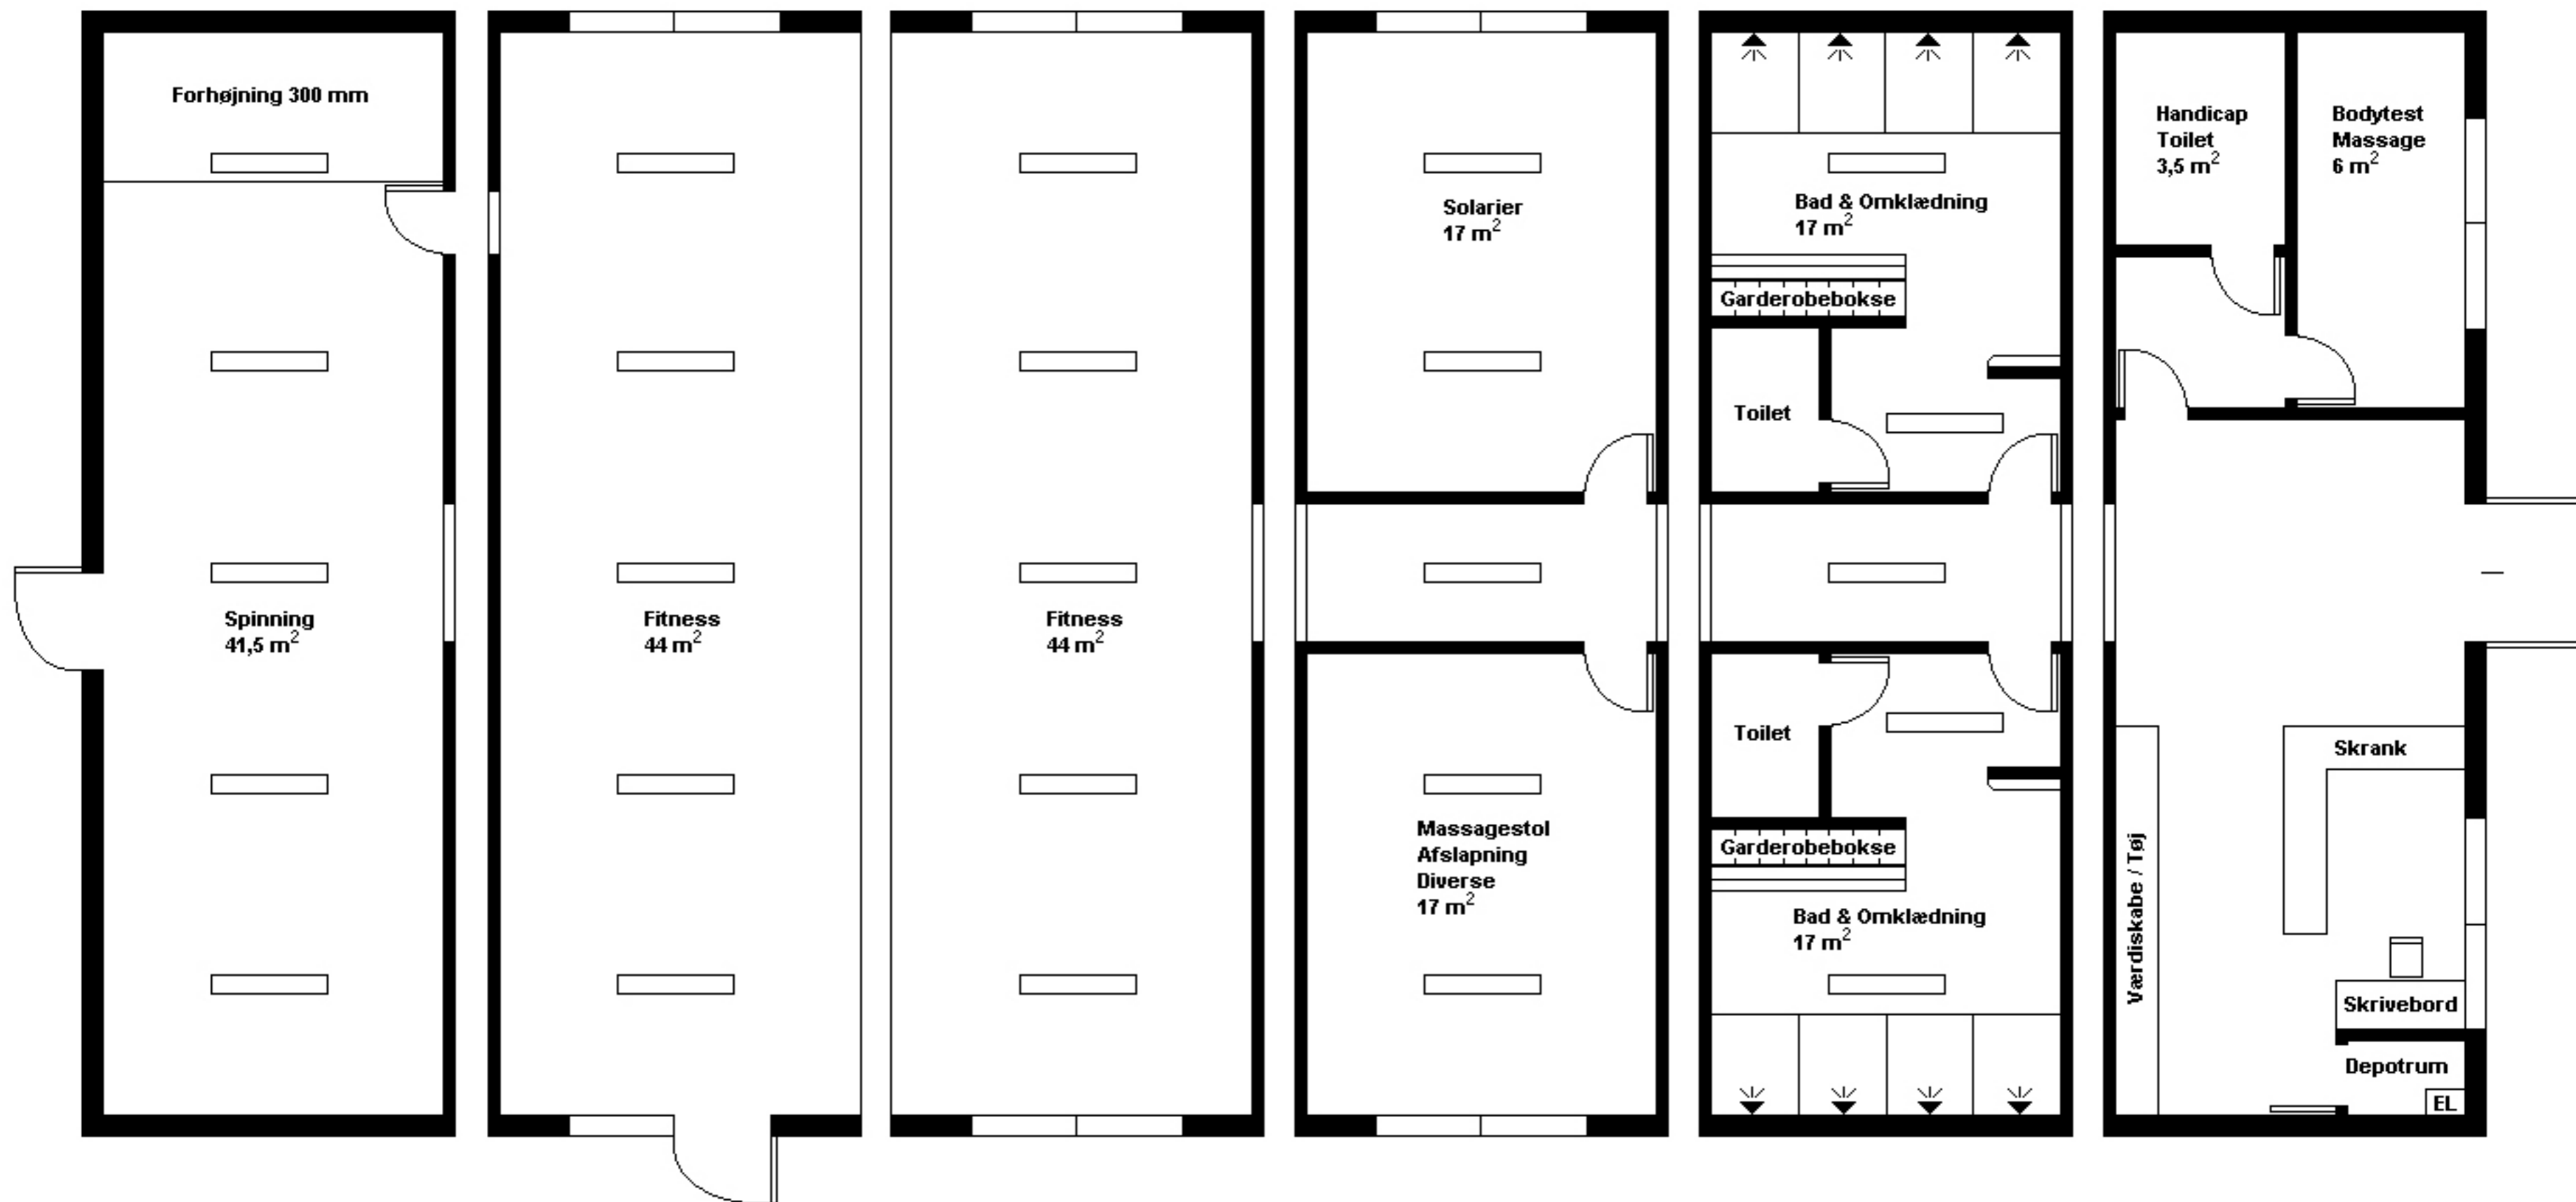 Forhøjning 300 mm
Spinning
41,5 m²
Fitness
44 m²
Fitness
44 m²
Solarier
17 m²
Massagestol
Afslapning
Diverse
17 m²
Bad & Omklædning
17 m²
Garderobebokse
Toilet
Toilet
Garderobebokse
Bad & Omklædning
17 m²
Handicap
Toilet
3,5 m²
Bodytest
Massage
6 m²
Skrank
Værdiskabe / Tøj
Skrivebord
Depotrum
EL